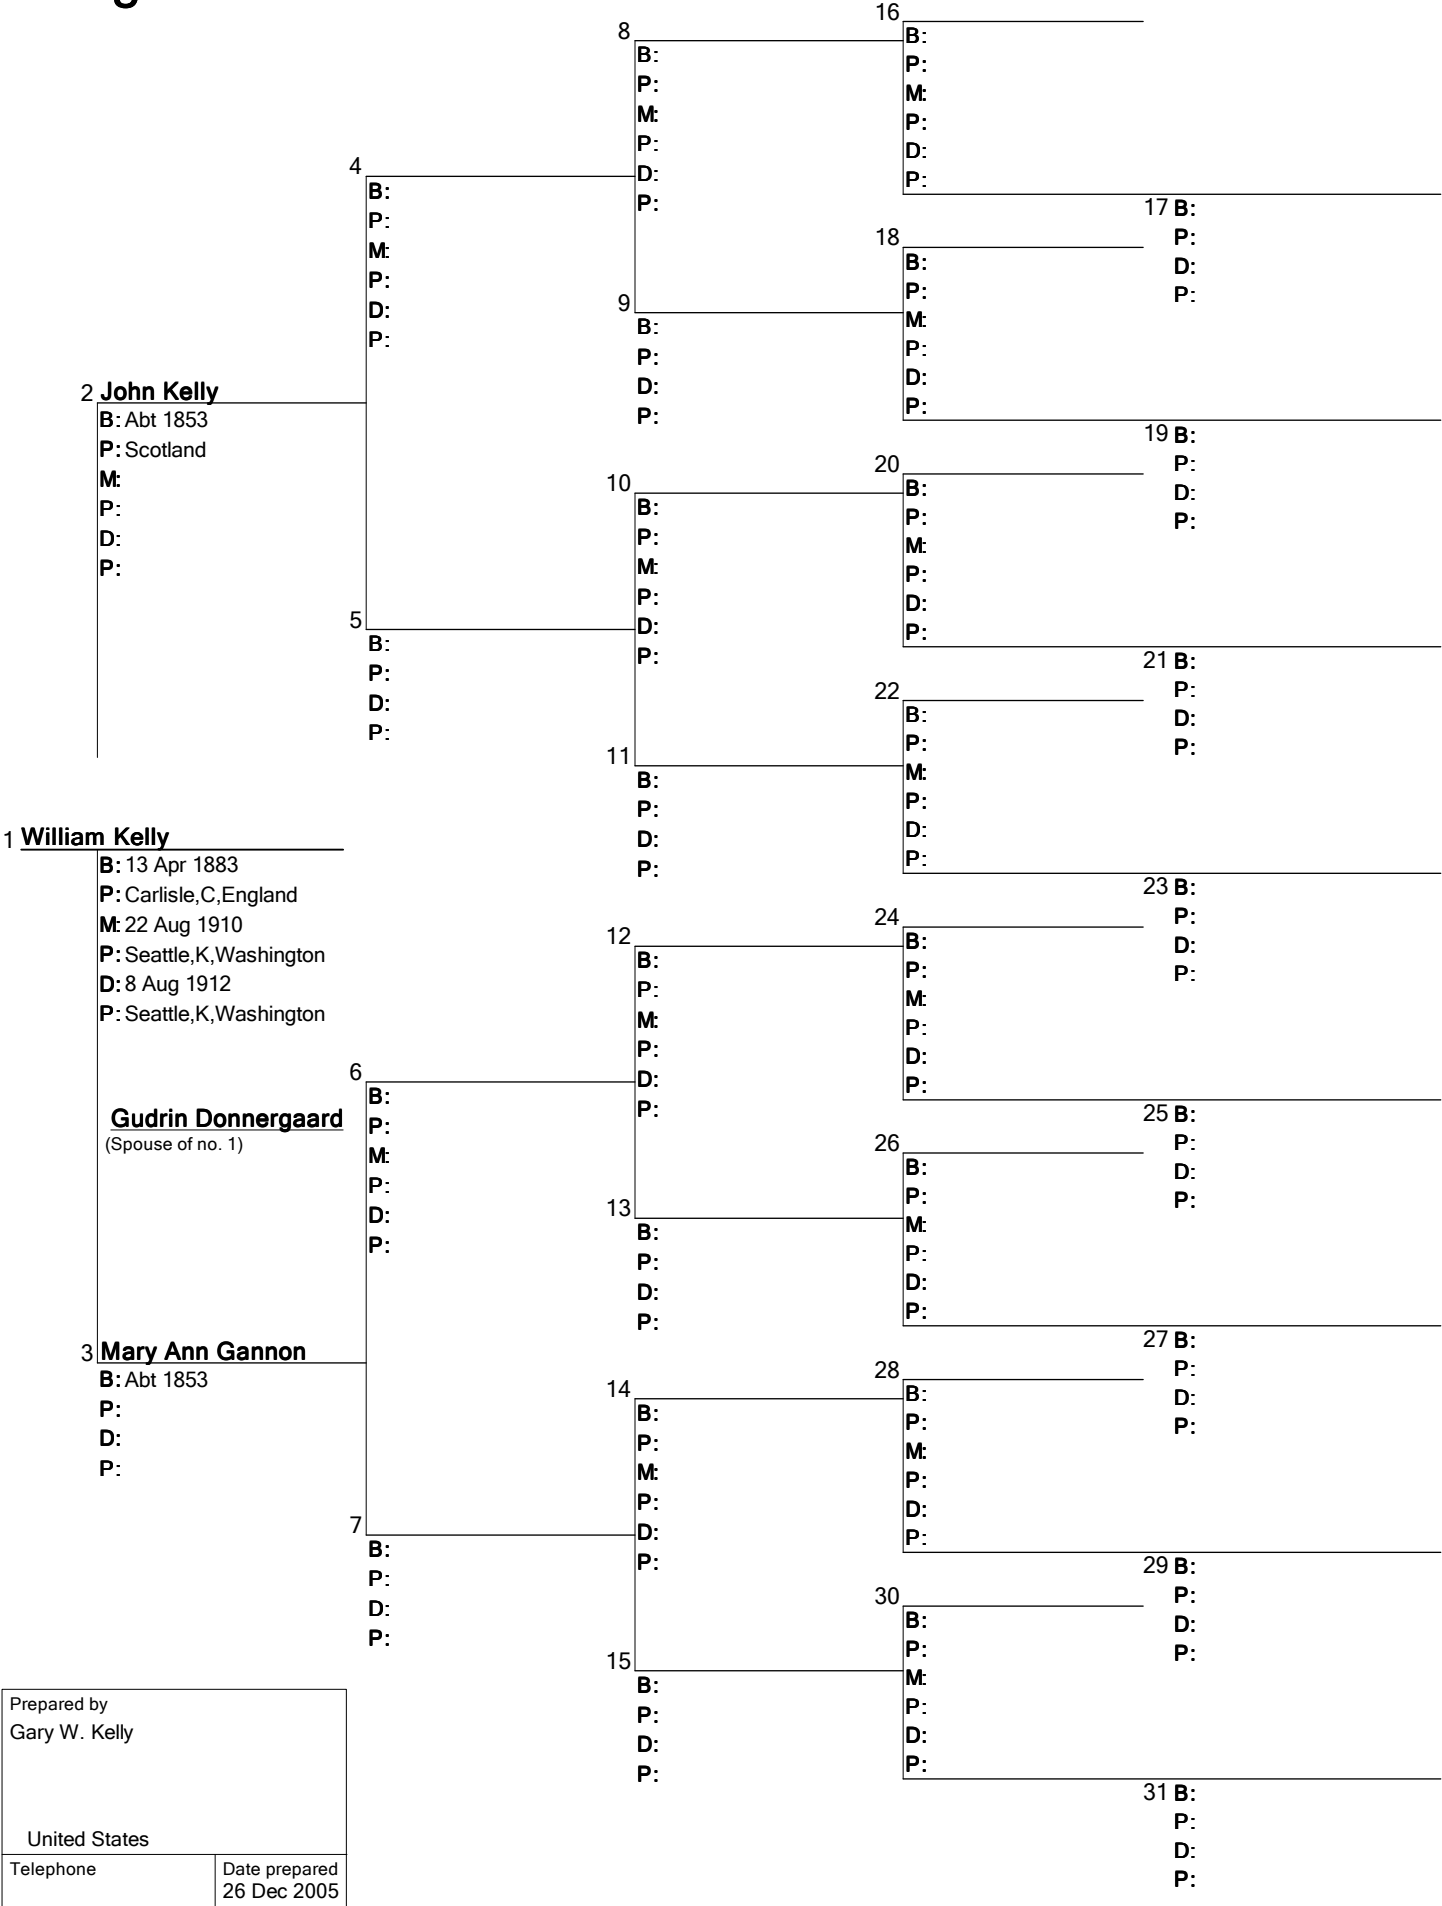 2 John Kelly
B: Abt 1853
P: Scotland
M:
P:
D:
P:
1 William Kelly
B: 13 Apr 1883
P: Carlisle,C,England
M: 22 Aug 1910
P: Seattle,K,Washington
D: 8 Aug 1912
P: Seattle,K,Washington
Gudrin Donnergaard
(Spouse of no. 1)
3 Mary Ann Gannon
B: Abt 1853
P:
D:
P:
4
B:
P:
M:
P:
D:
P:
5
B:
P:
D:
P:
6
B:
P:
M:
P:
D:
P:
7
B:
P:
D:
P:
8
B:
P:
M:
P:
D:
P:
9
B:
P:
D:
P:
10
B:
P:
M:
P:
D:
P:
11
B:
P:
D:
P:
12
B:
P:
M:
P:
D:
P:
13
B:
P:
D:
P:
14
B:
P:
M:
P:
D:
P:
15
B:
P:
D:
P:
16
B:
P:
M:
P:
D:
P:
17 B:
P:
D:
P:
18
B:
P:
M:
P:
D:
P:
19 B:
P:
D:
P:
20
B:
P:
M:
P:
D:
P:
21 B:
P:
D:
P:
22
B:
P:
M:
P:
D:
P:
23 B:
P:
D:
P:
24
B:
P:
M:
P:
D:
P:
25 B:
P:
D:
P:
26
B:
P:
M:
P:
D:
P:
27 B:
P:
D:
P:
28
B:
P:
M:
P:
D:
P:
29 B:
P:
D:
P:
30
B:
P:
M:
P:
D:
P:
31 B:
P:
D:
P:
Prepared by
Gary W. Kelly
United States
Telephone
Date prepared
26 Dec 2005